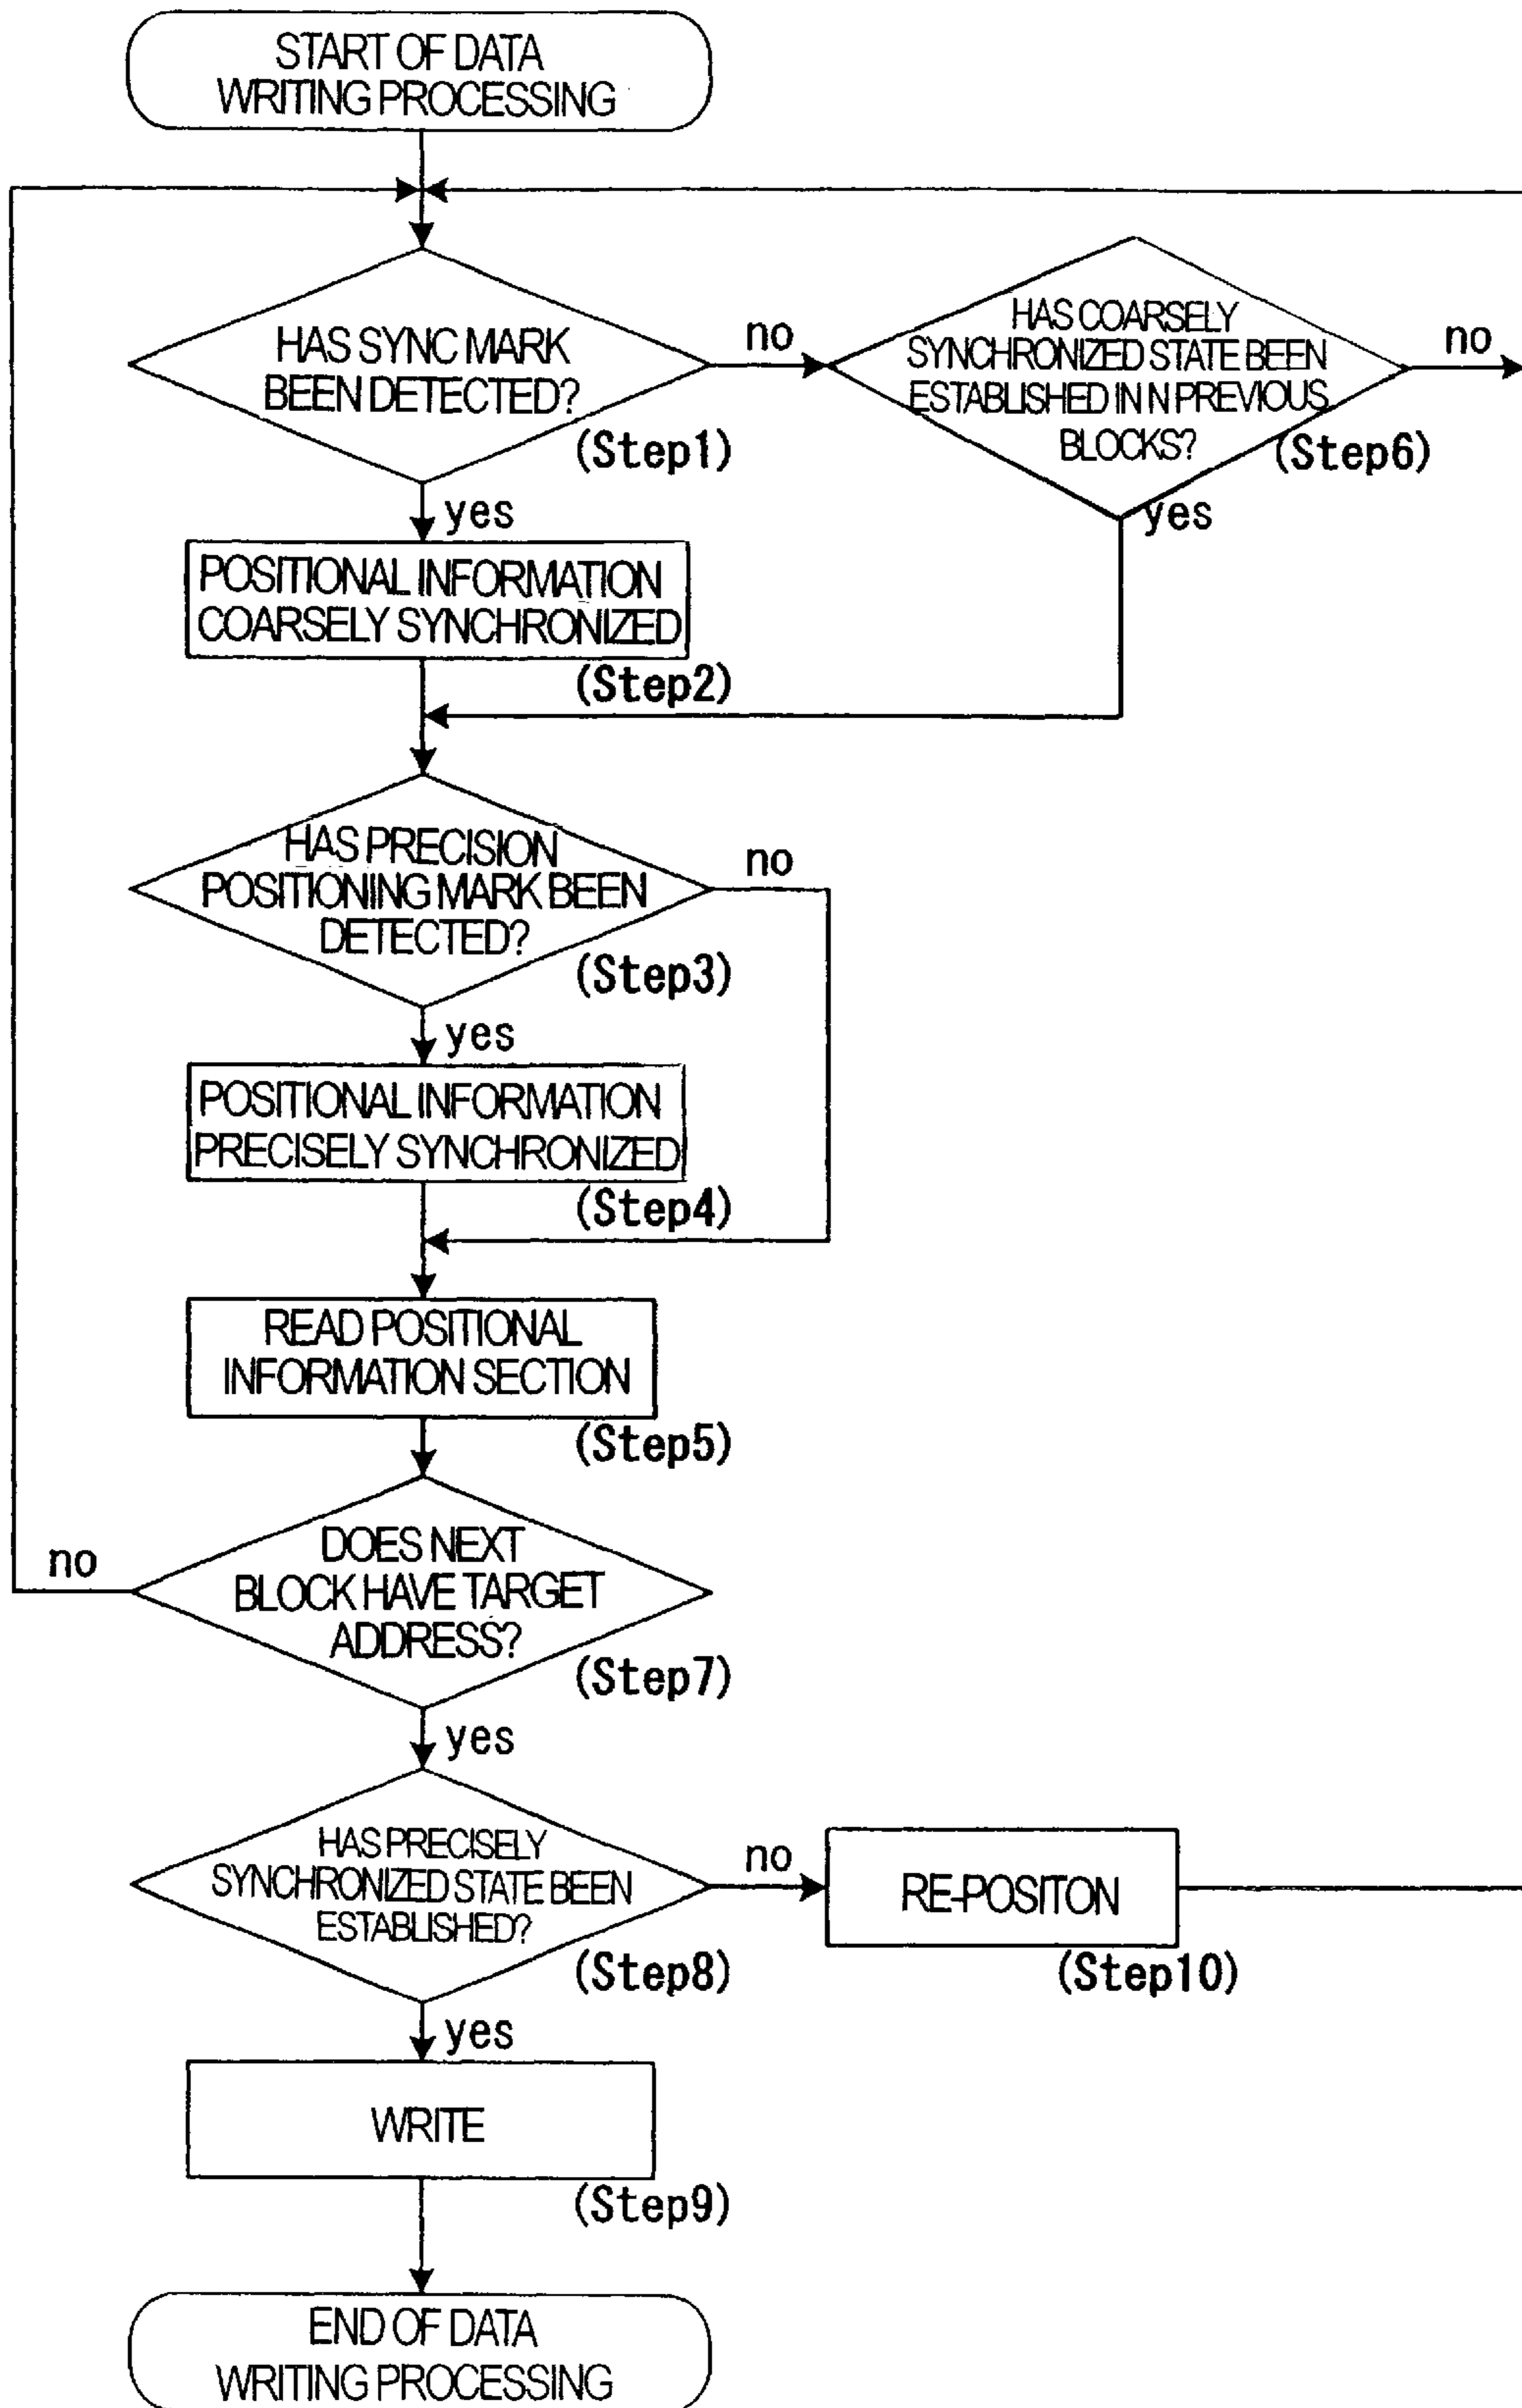 START OF DATA
WRITING PROCESSING
HAS SYNC MARK
BEEN DETECTED?
(Step1)
no
HAS COARSELY
SYNCHRONIZED STATE BEEN
ESTABLISHED IN N PREVIOUS
BLOCKS?
(Step6)
no
yes
yes
POSITIONAL INFORMATION
COARSELY SYNCHRONIZED
(Step2)
HAS PRECISION
POSITIONING MARK BEEN
DETECTED?
(Step3)
no
yes
POSITIONAL INFORMATION
PRECISELY SYNCHRONIZED
(Step4)
READ POSITIONAL
INFORMATION SECTION
(Step5)
DOES NEXT
BLOCK HAVE TARGET
ADDRESS?
(Step7)
no
yes
HAS PRECISELY
SYNCHRONIZED STATE BEEN
ESTABLISHED?
(Step8)
no
RE-POSITON
(Step10)
yes
WRITE
(Step9)
END OF DATA
WRITING PROCESSING